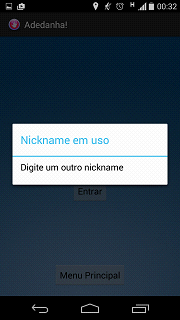 H 00:32
Adedanha!
Nickname em uso
Digite um outro nickname
Entrar
Menu Principal